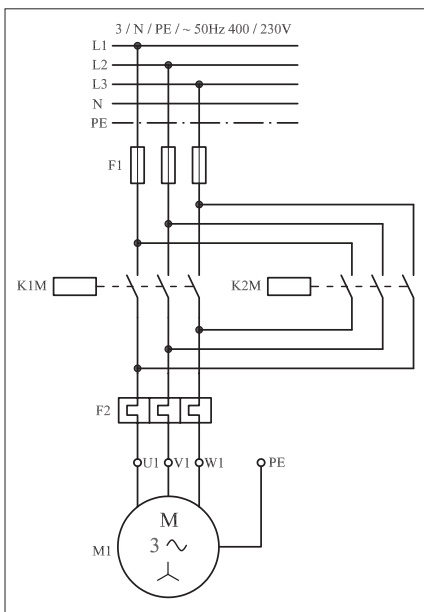 3 / N / PE / ~ 50Hz 400 / 230V
L1
L2
L3
N
PE
F1
K1M K2M
F2
U1 V1 W1 PE
M
M1 3 ~